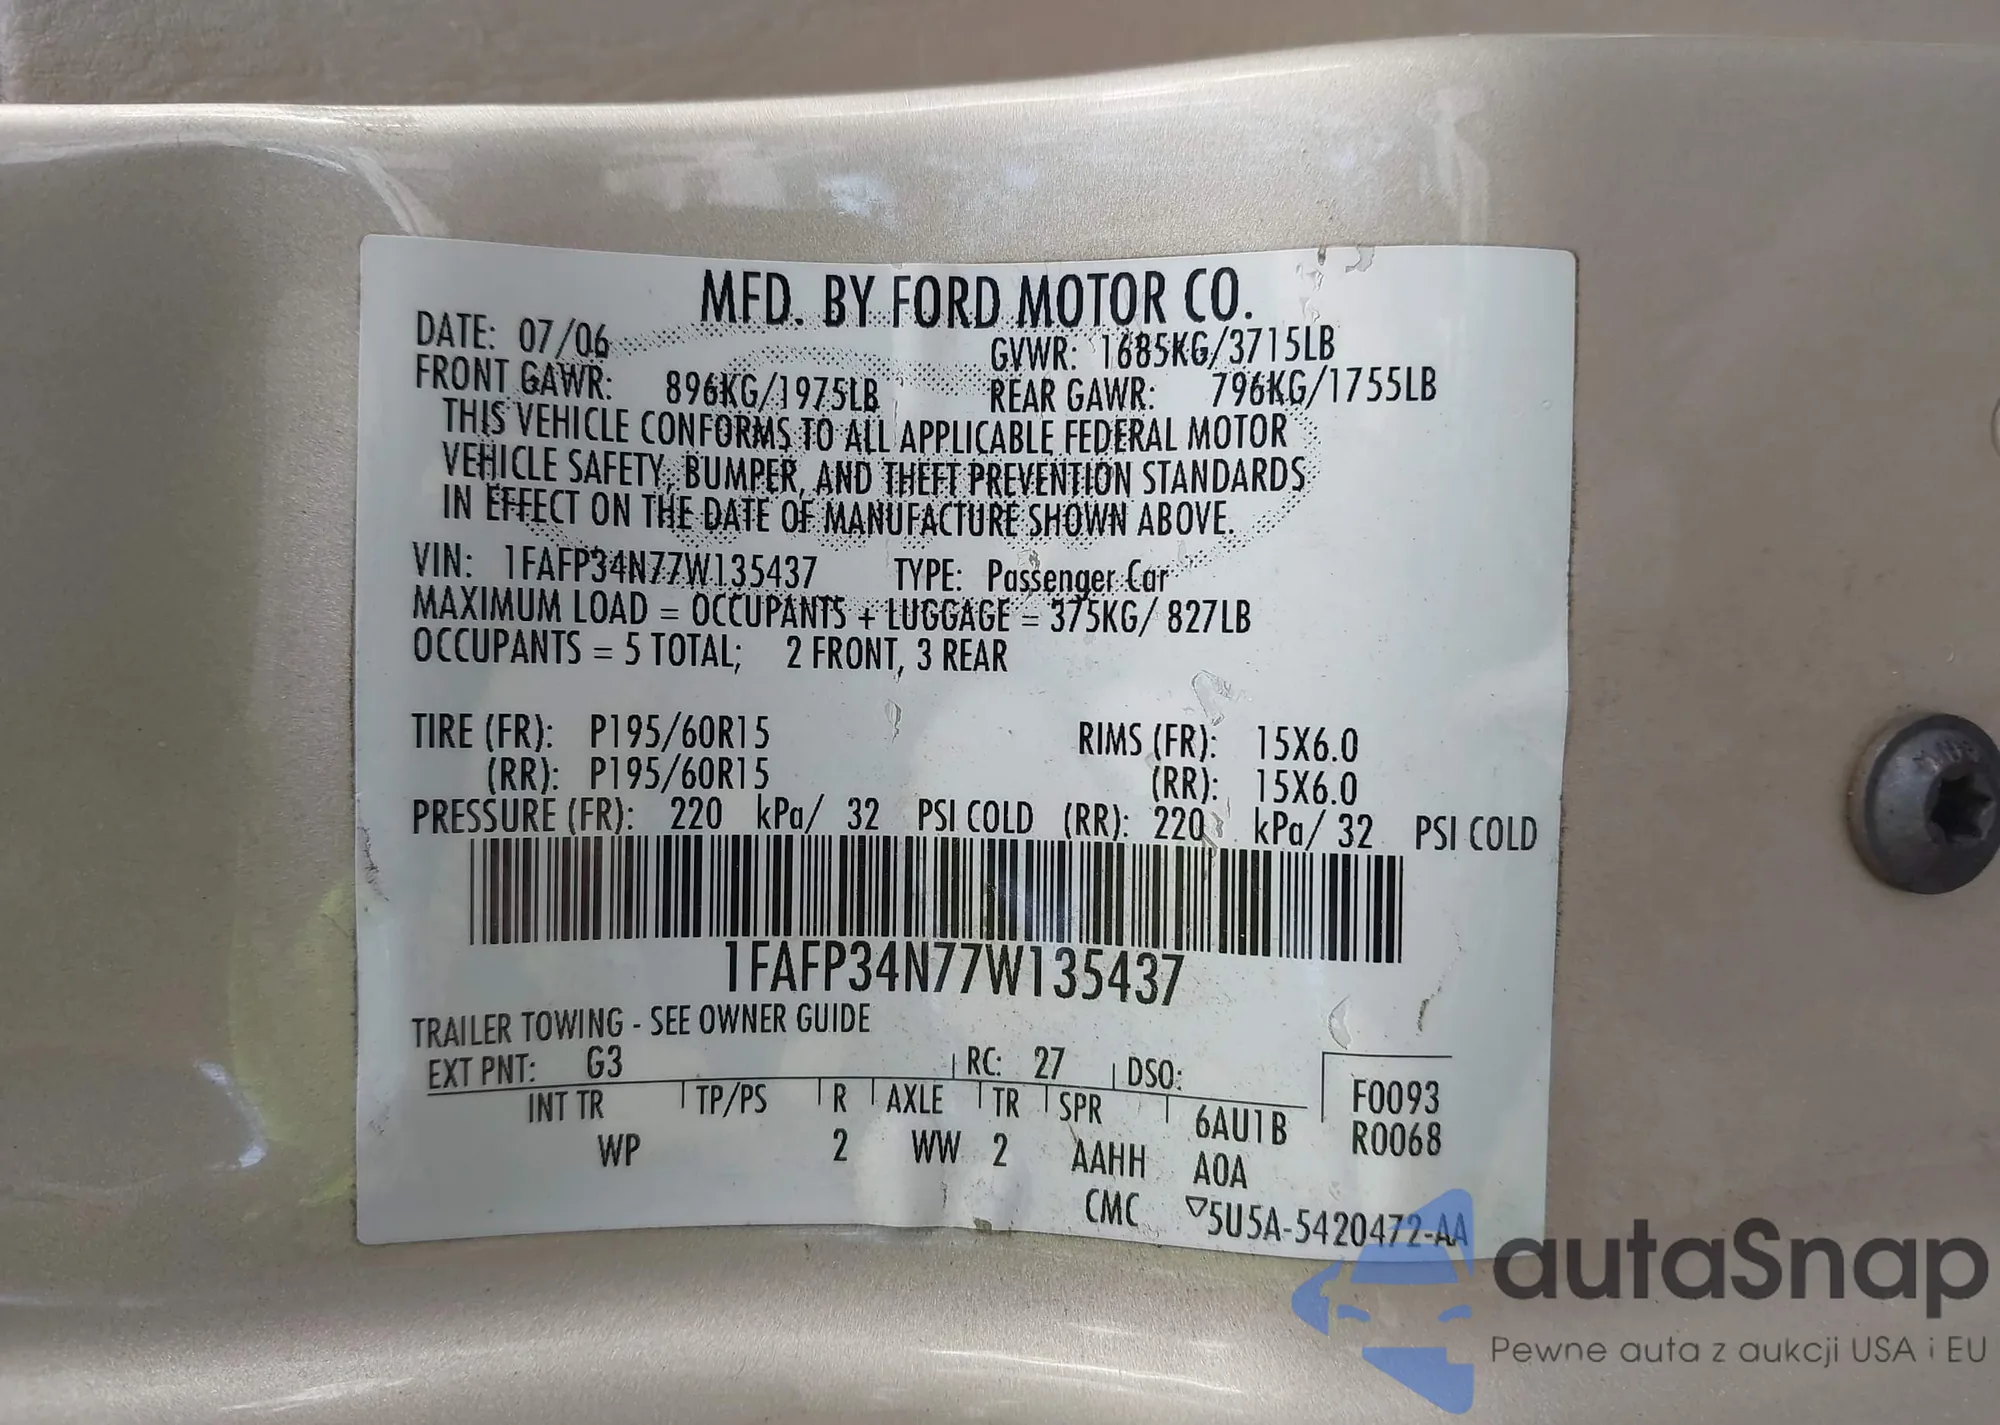 MFD. BY FORD MOTOR CO.
DATE: 07/06 GVWR: 1685KG/3715LB
FRONT GAWR: 896KG/1975LB REAR GAWR: 796KG/1755LB
THIS VEHICLE CONFORMS TO ALL APPLICABLE FEDERAL MOTOR
VEHICLE SAFETY, BUMPER, AND THEFT PREVENTION STANDARDS
IN EFFECT ON THE DATE OF MANUFACTURE SHOWN ABOVE.
VIN: 1FAFP34N77W135437 TYPE: Passenger Car
MAXIMUM LOAD = OCCUPANTS + LUGGAGE = 375KG/ 827LB
OCCUPANTS = 5 TOTAL; 2 FRONT, 3 REAR
TIRE (FR): P195/60R15 RIMS (FR): 15X6.0
(RR): P195/60R15 (RR): 15X6.0
PRESSURE (FR): 220 kPa/ 32 PSI COLD (RR): 220 kPa/ 32 PSI COLD
1FAFP34N77W135437
TRAILER TOWING - SEE OWNER GUIDE
EXT PNT: G3 RC: 27 DSO: F0093
INT TR TP/PS R AXLE TR SPR 6AU1B R0068
WP 2 WW 2 AAHH A0A
CMC ▽5U5A-5420472-AA
autaSnap
Pewne auta z aukcji USA i EU